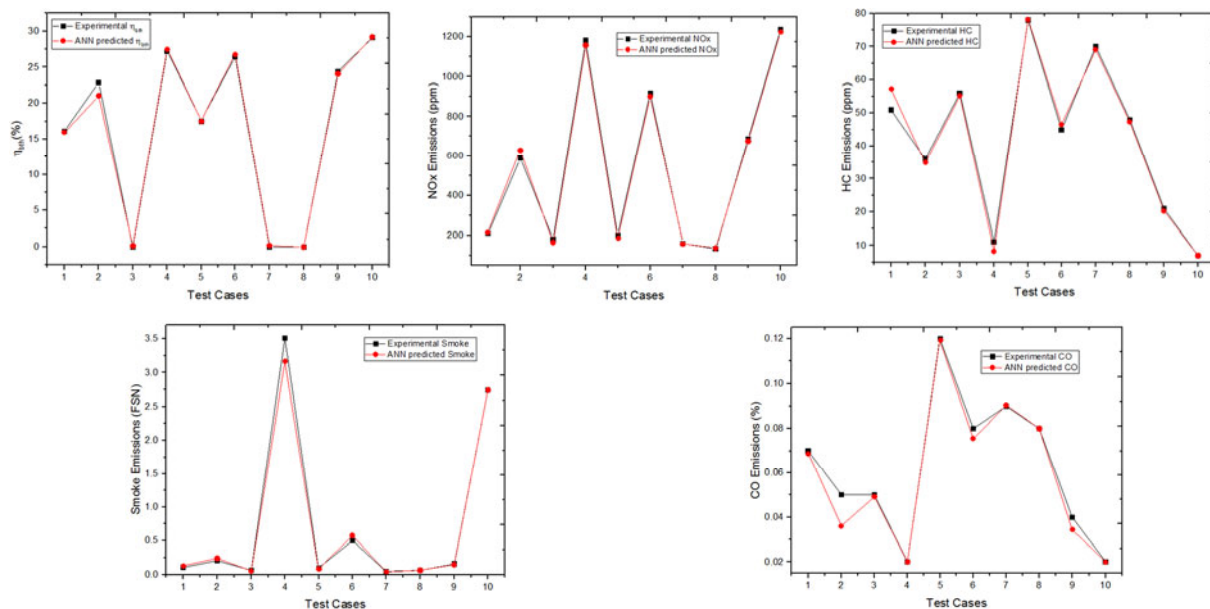 Experimental η_bth
ANN predicted η_bth
30
25
20
15
10
5
0
η_bth(%)
1 2 3 4 5 6 7 8 9 10
Test Cases
Experimental NOx
ANN predicted NOx
1200
1000
800
600
400
200
NOx Emissions (ppm)
2 4 6 8 10
Test Cases
Experimental HC
ANN predicted HC
80
70
60
50
40
30
20
10
HC Emissions (ppm)
1 2 3 4 5 6 7 8 9 10
Test Cases
Experimental Smoke
ANN predicted Smoke
3.5
3.0
2.5
2.0
1.5
1.0
0.5
0.0
Smoke Emissions (FSN)
1 2 3 4 5 6 7 8 9 10
Test Cases
Experimental CO
ANN predicted CO
0.12
0.10
0.08
0.06
0.04
0.02
CO Emissions (%)
1 2 3 4 5 6 7 8 9 10
Test Cases